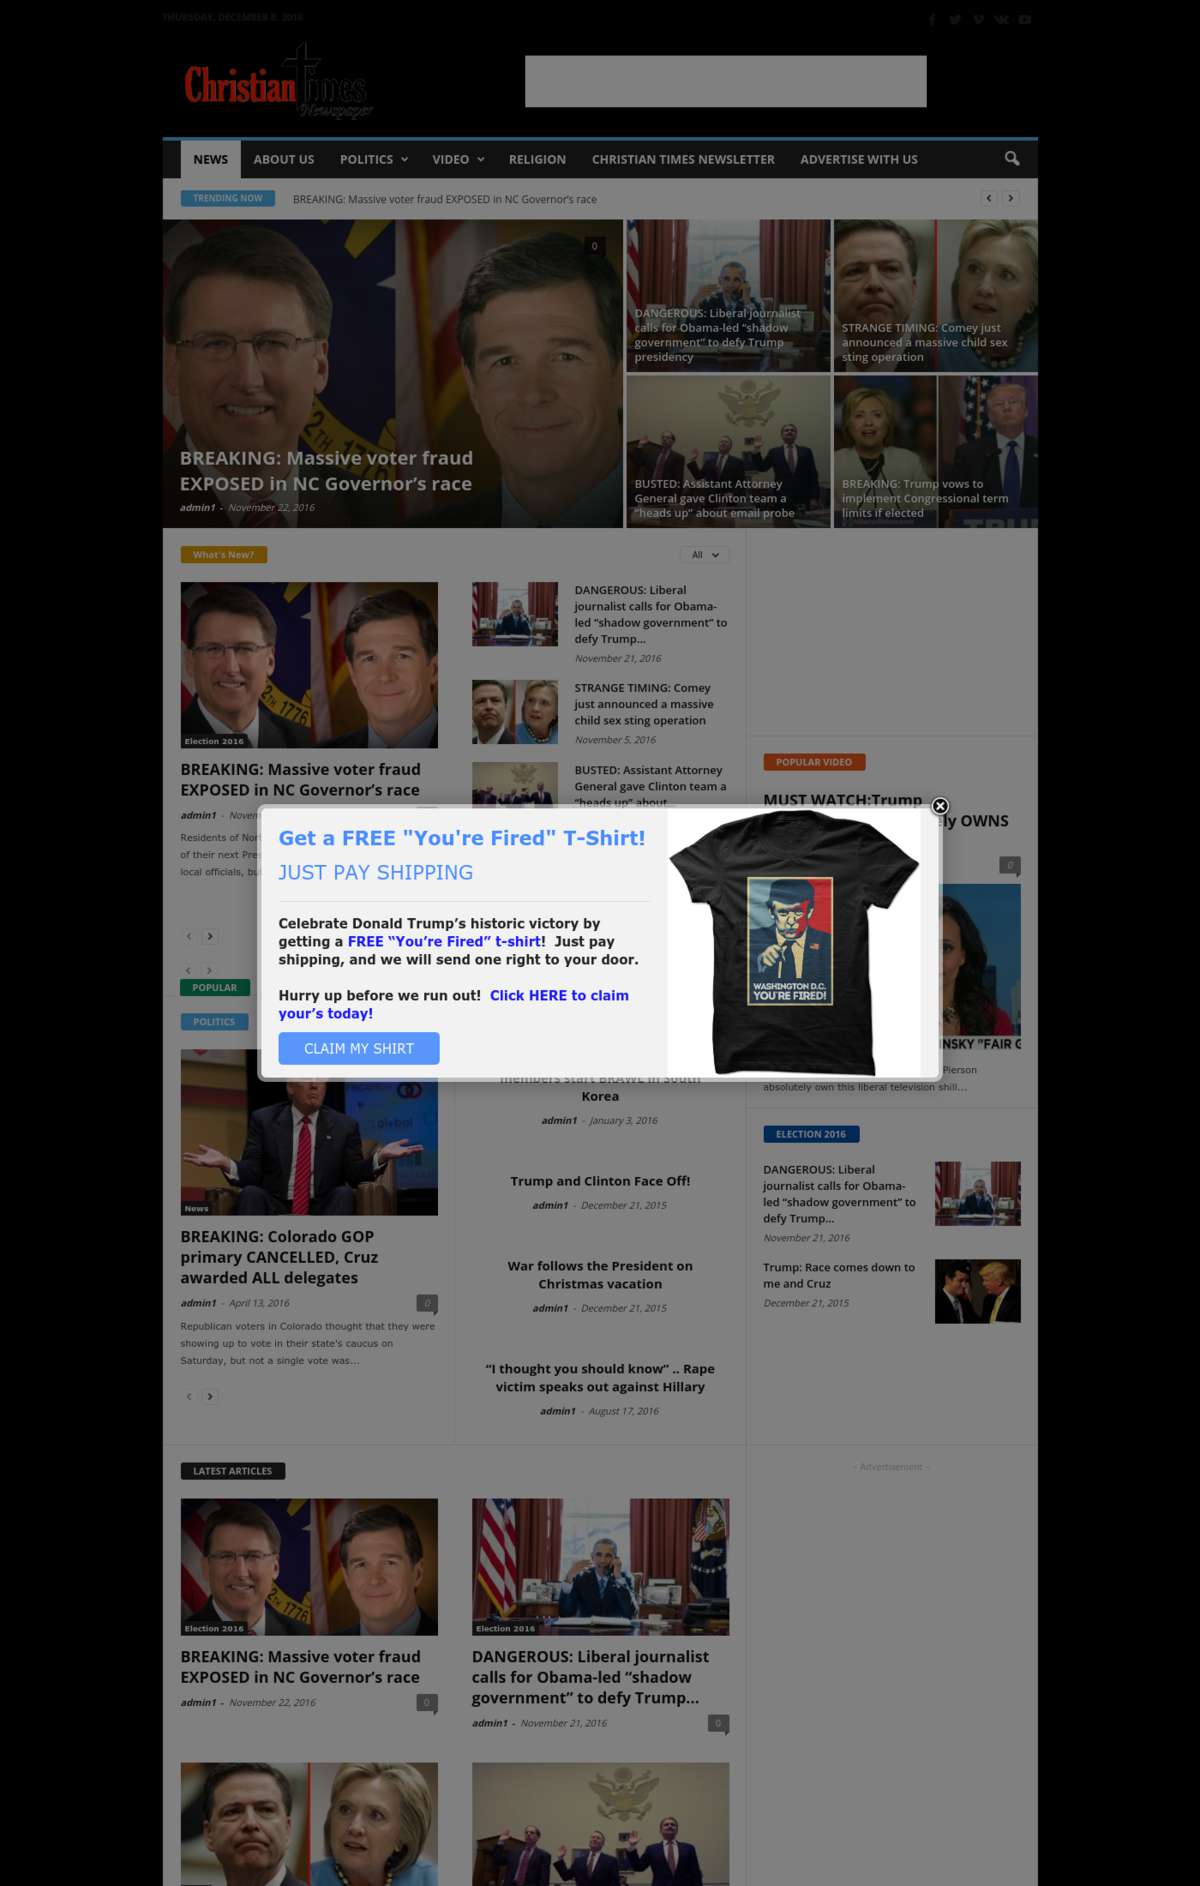 THURSDAY, DECEMBER 8, 2016
Christian Times
Newspaper
NEWS
ABOUT US
POLITICS
VIDEO
RELIGION
CHRISTIAN TIMES NEWSLETTER
ADVERTISE WITH US
TRENDING NOW
BREAKING: Massive voter fraud EXPOSED in NC Governor’s race
0
BREAKING: Massive voter fraud
EXPOSED in NC Governor’s race
admin1 - November 22, 2016
DANGEROUS: Liberal journalist
calls for Obama-led “shadow
government” to defy Trump
presidency
STRANGE TIMING: Comey just
announced a massive child sex
sting operation
BUSTED: Assistant Attorney
General gave Clinton team a
“heads up” about email probe
BREAKING: Trump vows to
implement Congressional term
limits if elected
What's New?
All
Election 2016
BREAKING: Massive voter fraud
EXPOSED in NC Governor’s race
admin1 - Novem
Residents of Nor
of their next Pre
local officials, bu
DANGEROUS: Liberal
journalist calls for Obama-
led “shadow government” to
defy Trump...
November 21, 2016
STRANGE TIMING: Comey
just announced a massive
child sex sting operation
November 5, 2016
BUSTED: Assistant Attorney
General gave Clinton team a
“heads up” about...
POPULAR VIDEO
MUST WATCH:Trump
ly OWNS
0
INSKY "FAIR G
Pierson
absolutely own this liberal television shill...
Get a FREE "You're Fired" T-Shirt!
JUST PAY SHIPPING
Celebrate Donald Trump’s historic victory by
getting a FREE “You’re Fired” t-shirt! Just pay
shipping, and we will send one right to your door.
Hurry up before we run out! Click HERE to claim
your’s today!
CLAIM MY SHIRT
WASHINGTON D.C.
YOU'RE FIRED!
POPULAR
POLITICS
News
BREAKING: Colorado GOP
primary CANCELLED, Cruz
awarded ALL delegates
admin1 - April 13, 2016
0
Republican voters in Colorado thought that they were
showing up to vote in their state's caucus on
Saturday, but not a single vote was...
members start BRAWL in South
Korea
admin1 - January 3, 2016
Trump and Clinton Face Off!
admin1 - December 21, 2015
War follows the President on
Christmas vacation
admin1 - December 21, 2015
“I thought you should know” .. Rape
victim speaks out against Hillary
admin1 - August 17, 2016
ELECTION 2016
DANGEROUS: Liberal
journalist calls for Obama-
led “shadow government” to
defy Trump...
November 21, 2016
Trump: Race comes down to
me and Cruz
December 21, 2015
LATEST ARTICLES
Election 2016
BREAKING: Massive voter fraud
EXPOSED in NC Governor’s race
admin1 - November 22, 2016
0
Election 2016
DANGEROUS: Liberal journalist
calls for Obama-led “shadow
government” to defy Trump...
admin1 - November 21, 2016
0
- Advertisement -